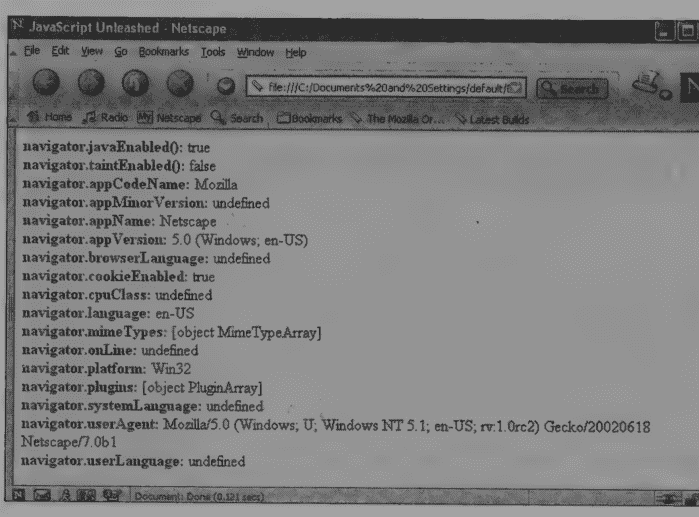 JavaScript Unleashed - Netscape
File Edit View Go Bookmarks Tools Window Help
file:///C:/Documents%20and%20Settings/default/ Search
Home Radio My Netscape Search Bookmarks The Mozilla Or... Latest Builds
navigator.javaEnabled(): true
navigator.taintEnabled(): false
navigator.appCodeName: Mozilla
navigator.appMinorVersion: undefined
navigator.appName: Netscape
navigator.appVersion: 5.0 (Windows; en-US)
navigator.browserLanguage: undefined
navigator.cookieEnabled: true
navigator.cpuClass: undefined
navigator.language: en-US
navigator.mimeTypes: [object MimeTypeArray]
navigator.onLine: undefined
navigator.platform: Win32
navigator.plugins: [object PluginArray]
navigator.systemLanguage: undefined
navigator.userAgent: Mozilla/5.0 (Windows; U; Windows NT 5.1; en-US; rv:1.0rc2) Gecko/20020618
Netscape/7.0b1
navigator.userLanguage: undefined
Document: Done (0.121 secs)